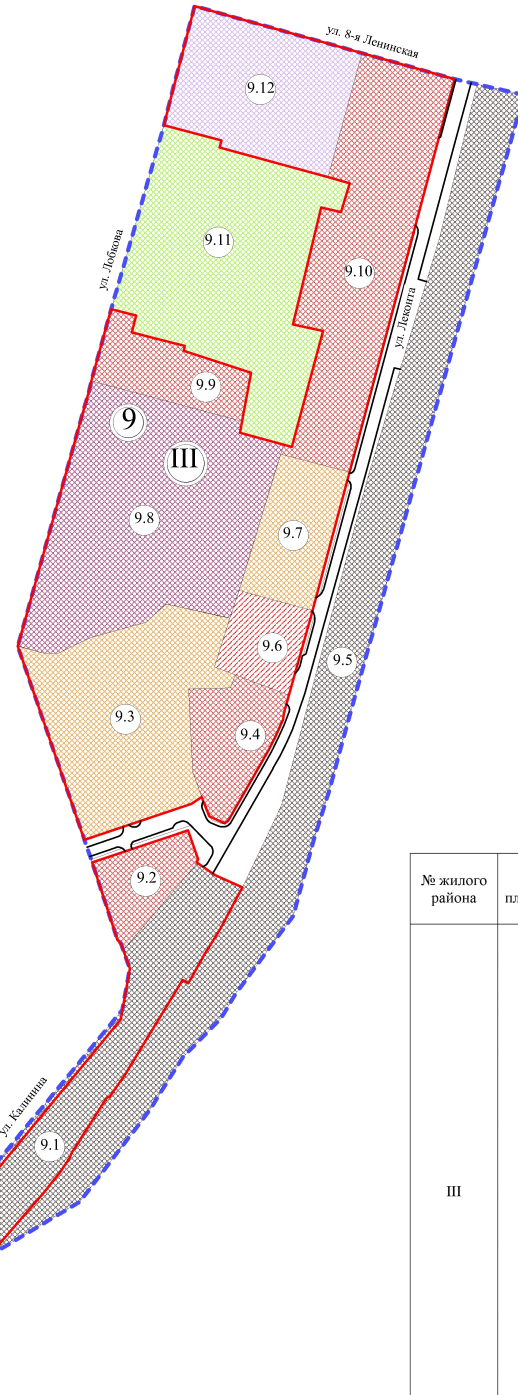 ул. 8-я Ленинская
9.12
ул. Лобкова
9.11
9.10
ул. Леконта
9.9
9
III
9.8
9.7
9.6
9.5
9.3
9.4
9.2
№ жилого
района
пл
ул. Калинина
9.1
III